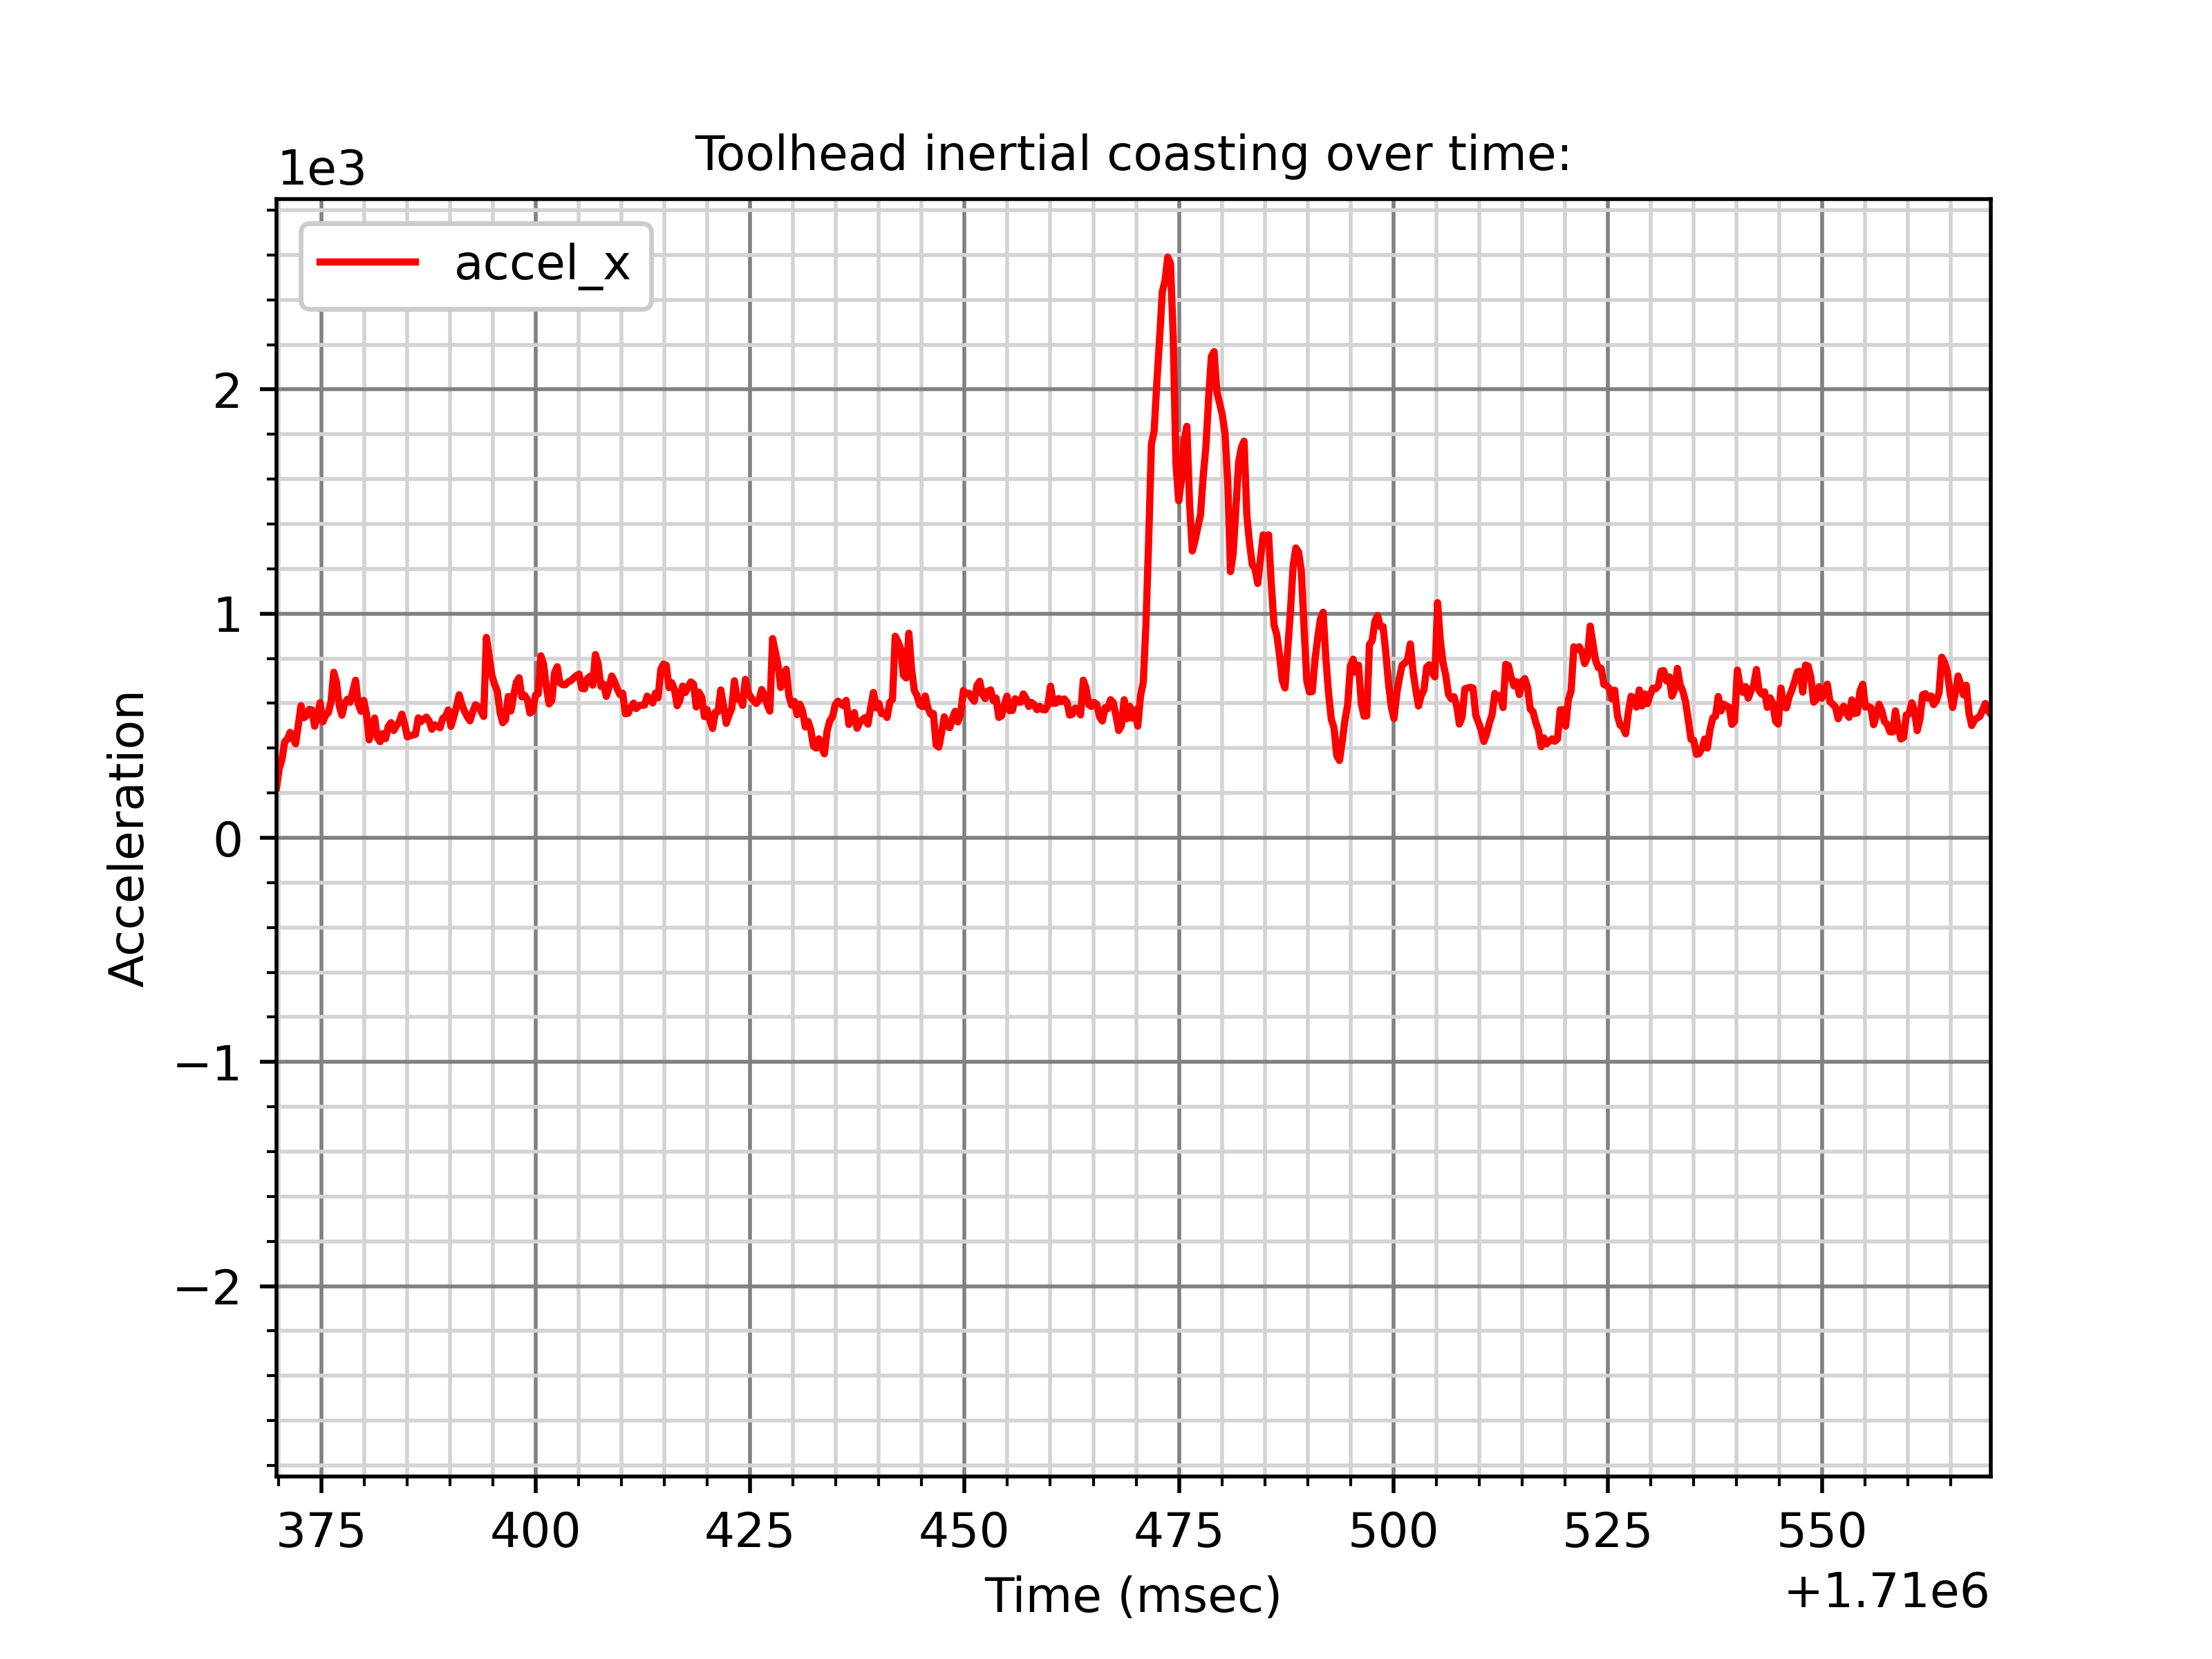 Toolhead inertial coasting over time:
1e3
accel_x
2
1
0
−1
−2
Acceleration
375 400 425 450 475 500 525 550
Time (msec)
+1.71e6